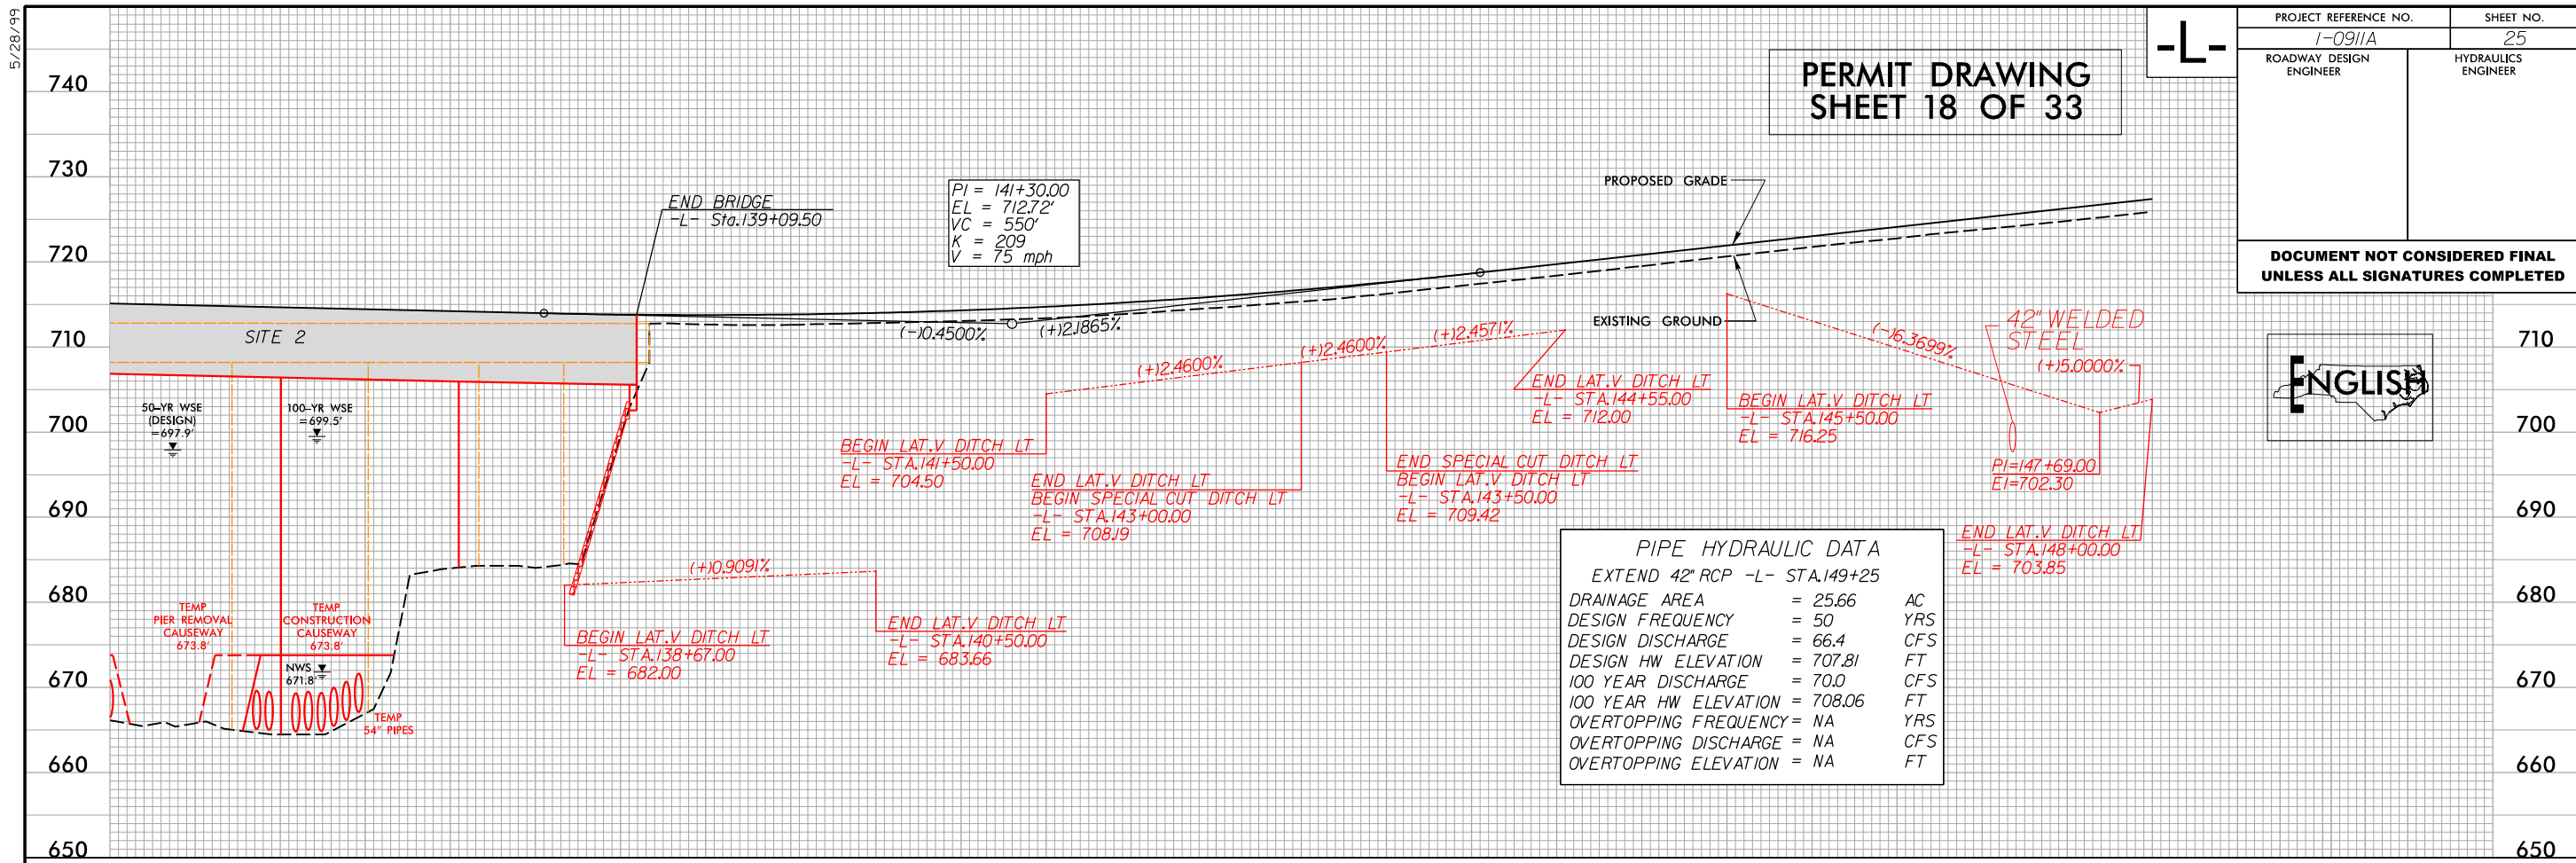 5/28/99
-L-
PROJECT REFERENCE NO.
SHEET NO.
I-0911A
25
ROADWAY DESIGN
ENGINEER
HYDRAULICS
ENGINEER
DOCUMENT NOT CONSIDERED FINAL
UNLESS ALL SIGNATURES COMPLETED
PERMIT DRAWING
SHEET 18 OF 33
740
730
720
710
700
690
680
670
660
650
710
700
690
680
670
660
650
ENGLISH
END BRIDGE
-L- Sta.139+09.50
PI = 141+30.00
EL = 712.72'
VC = 550'
K = 209
V = 75 mph
PROPOSED GRADE
EXISTING GROUND
SITE 2
(-)0.4500%
(+)2.1865%
50-YR WSE
(DESIGN)
=697.9'
100-YR WSE
=699.5'
(+)2.4600%
(+)2.4600%
(+)2.4571%
(-)6.3699%
42" WELDED
STEEL
(+)5.0000%
BEGIN LAT.V DITCH LT
-L- STA.141+50.00
EL = 704.50
END LAT.V DITCH LT
BEGIN SPECIAL CUT DITCH LT
-L- STA.143+00.00
EL = 708.19
END SPECIAL CUT DITCH LT
BEGIN LAT.V DITCH LT
-L- STA.143+50.00
EL = 709.42
END LAT.V DITCH LT
-L- STA.144+55.00
EL = 712.00
BEGIN LAT.V DITCH LT
-L- STA.145+50.00
EL = 716.25
PI=147+69.00
El=702.30
END LAT.V DITCH LT
-L- STA.148+00.00
EL = 703.85
(+)0.9091%
BEGIN LAT.V DITCH LT
-L- STA.138+67.00
EL = 682.00
END LAT.V DITCH LT
-L- STA.140+50.00
EL = 683.66
TEMP
PIER REMOVAL
CAUSEWAY
673.8'
TEMP
CONSTRUCTION
CAUSEWAY
673.8'
NWS
671.8'
TEMP
54" PIPES
PIPE HYDRAULIC DATA
EXTEND 42" RCP -L- STA.149+25
DRAINAGE AREA = 25.66 AC
DESIGN FREQUENCY = 50 YRS
DESIGN DISCHARGE = 66.4 CFS
DESIGN HW ELEVATION = 707.81 FT
100 YEAR DISCHARGE = 70.0 CFS
100 YEAR HW ELEVATION = 708.06 FT
OVERTOPPING FREQUENCY = NA YRS
OVERTOPPING DISCHARGE = NA CFS
OVERTOPPING ELEVATION = NA FT